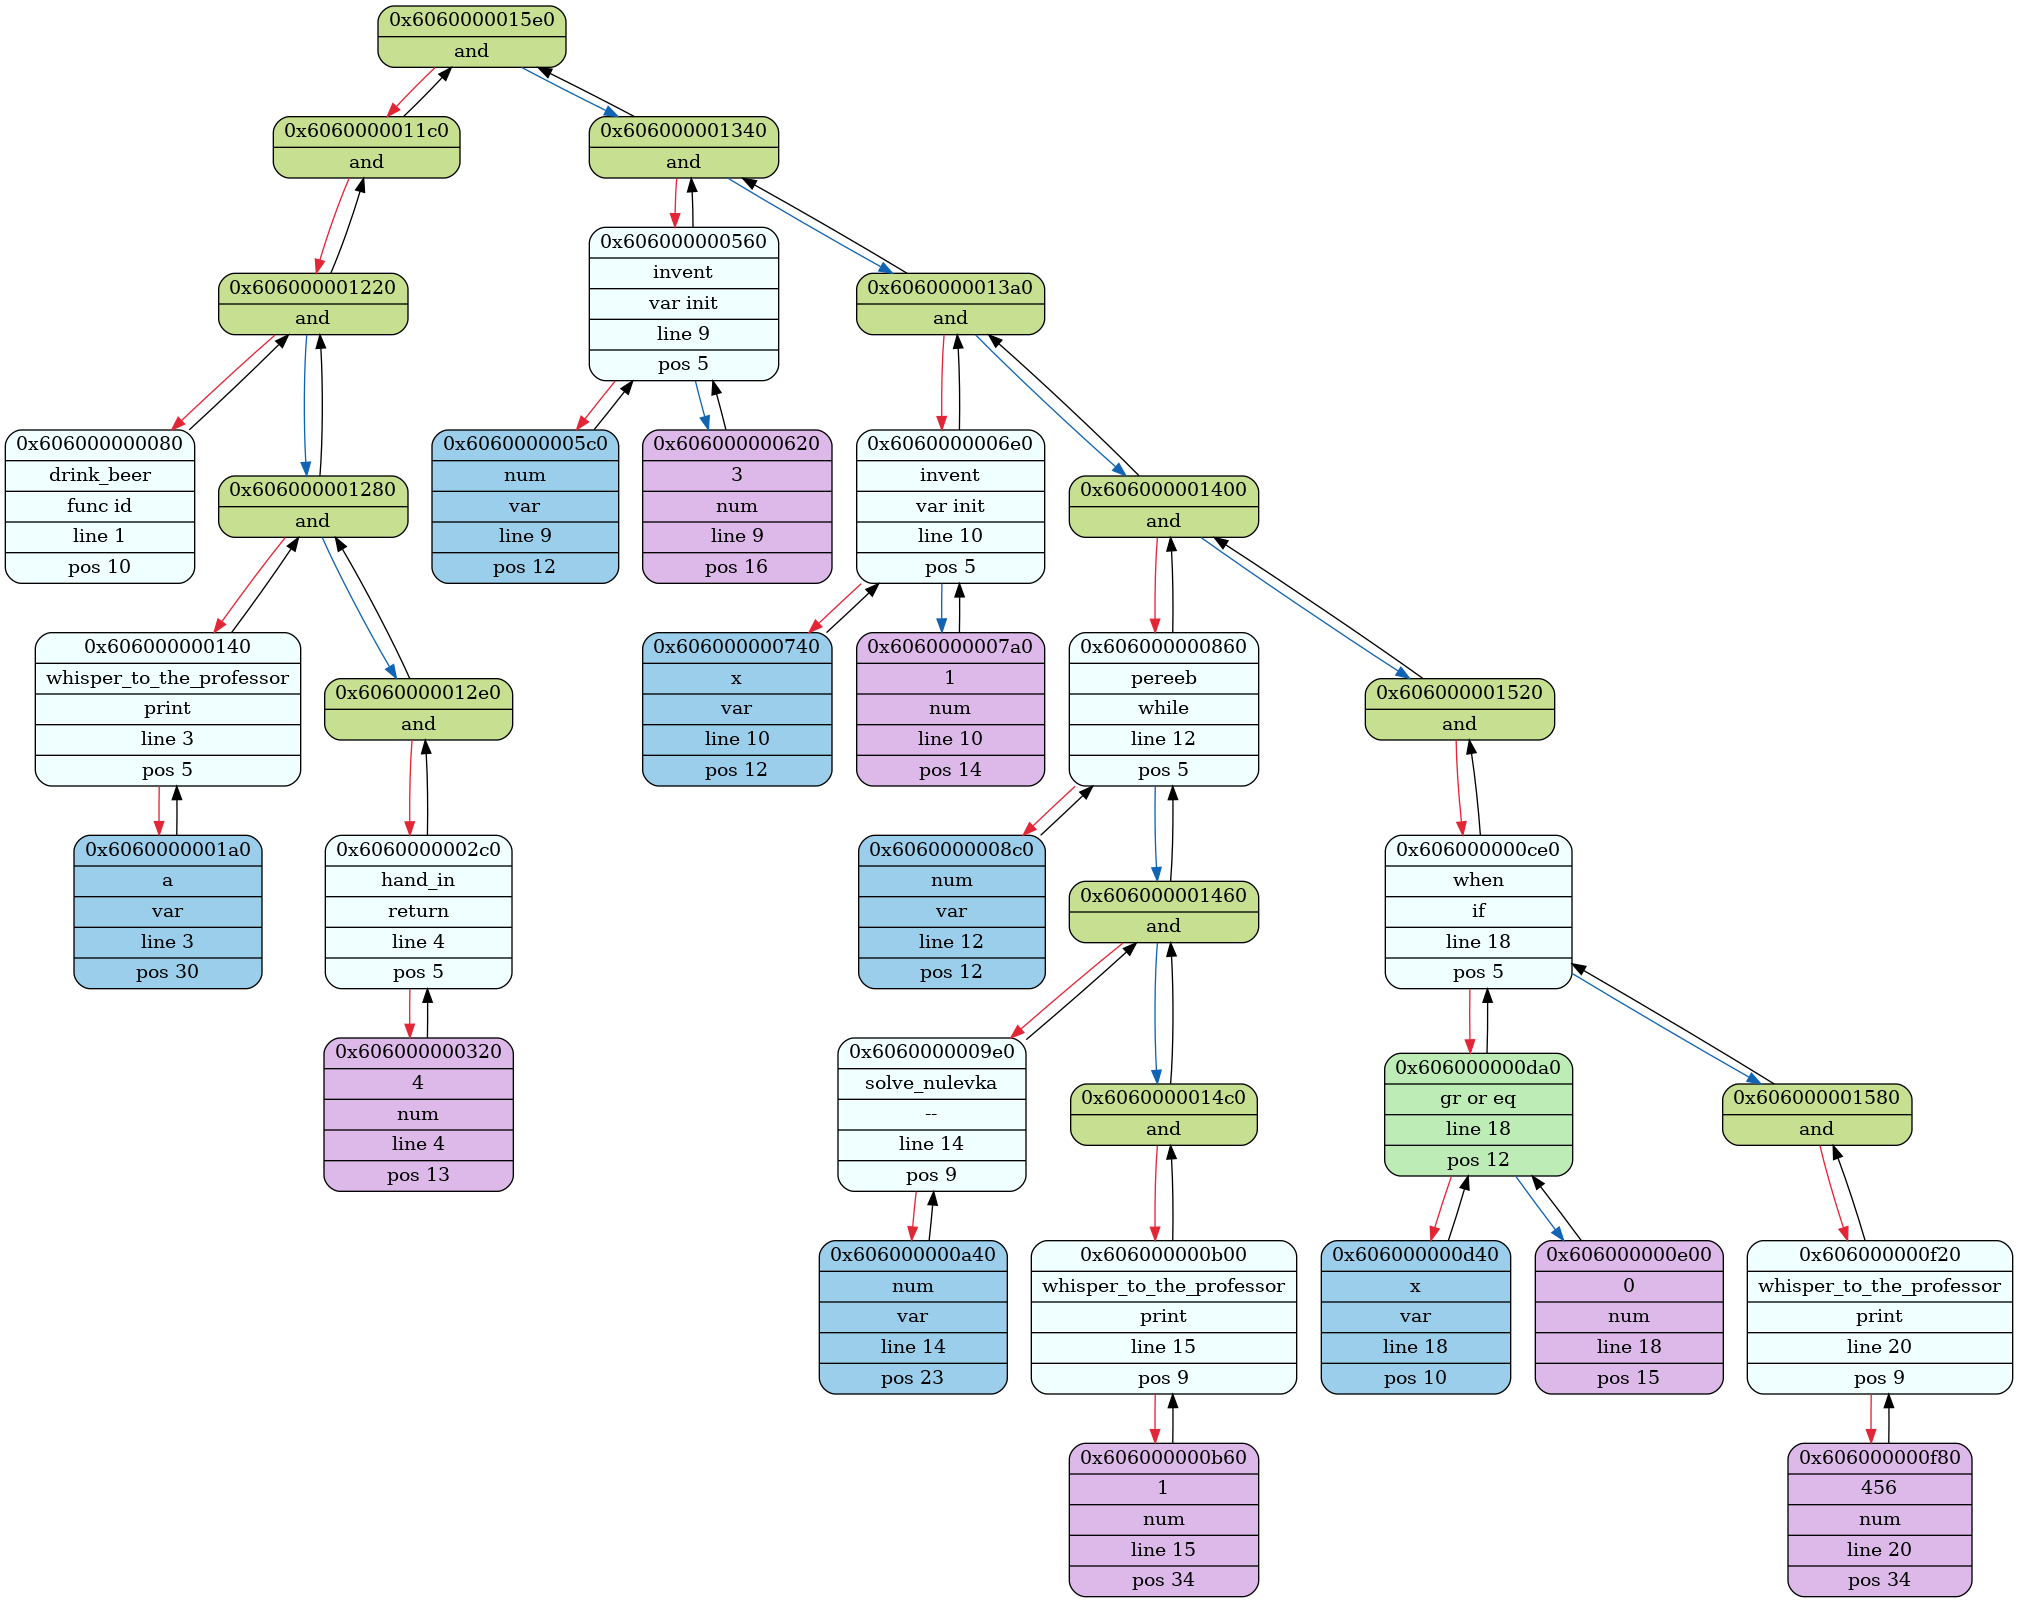 0x6060000015e0
and
0x6060000011c0
and
0x606000001340
and
0x606000000560
invent
var init
line 9
pos 5
0x606000001220
and
0x6060000013a0
and
0x606000000080
drink_beer
func id
line 1
pos 10
0x606000001280
and
0x6060000005c0
num
var
line 9
pos 12
0x606000000620
3
num
line 9
pos 16
0x6060000006e0
invent
var init
line 10
pos 5
0x606000001400
and
0x606000000140
whisper_to_the_professor
print
line 3
pos 5
0x6060000012e0
and
0x606000000740
x
var
line 10
pos 12
0x6060000007a0
1
num
line 10
pos 14
0x606000000860
pereeb
while
line 12
pos 5
0x606000001520
and
0x6060000001a0
a
var
line 3
pos 30
0x6060000002c0
hand_in
return
line 4
pos 5
0x6060000008c0
num
var
line 12
pos 12
0x606000001460
and
0x606000000ce0
when
if
line 18
pos 5
0x606000000320
4
num
line 4
pos 13
0x6060000009e0
solve_nulevka
--
line 14
pos 9
0x6060000014c0
and
0x606000000da0
gr or eq
line 18
pos 12
0x606000001580
and
0x606000000a40
num
var
line 14
pos 23
0x606000000b00
whisper_to_the_professor
print
line 15
pos 9
0x606000000d40
x
var
line 18
pos 10
0x606000000e00
0
num
line 18
pos 15
0x606000000f20
whisper_to_the_professor
print
line 20
pos 9
0x606000000b60
1
num
line 15
pos 34
0x606000000f80
456
num
line 20
pos 34